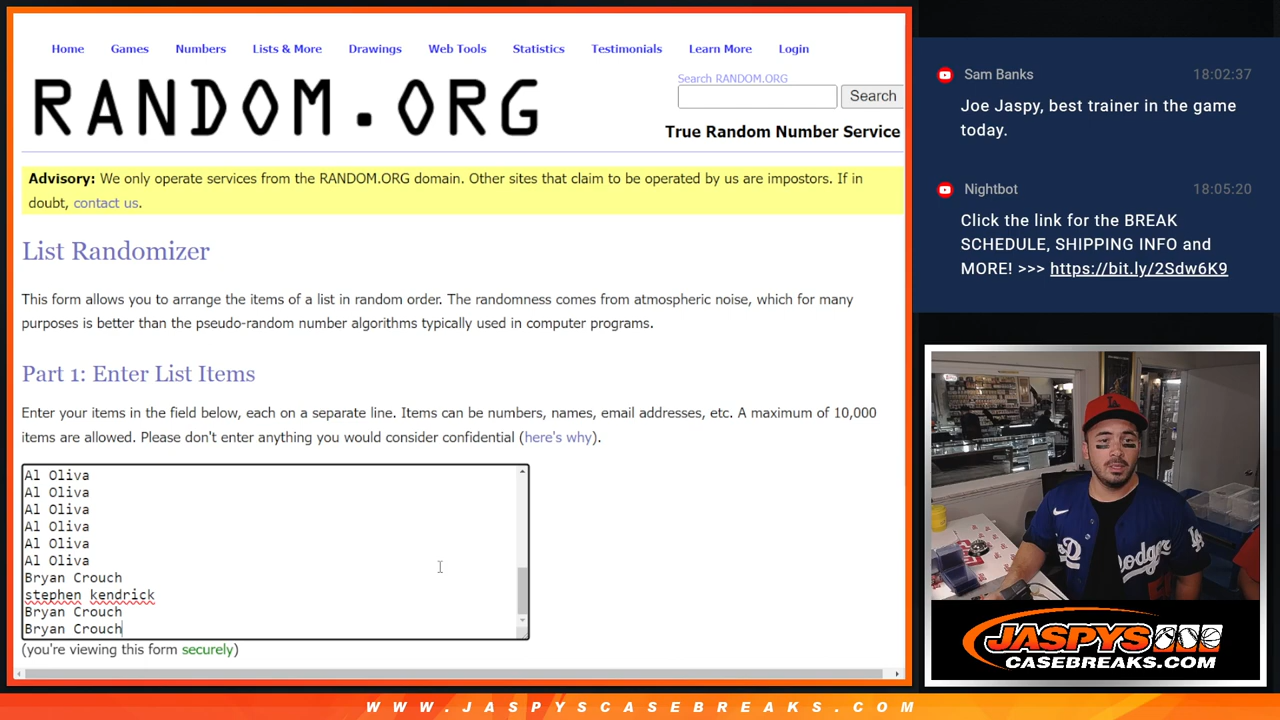 Home Games Numbers Lists & More Drawings Web Tools Statistics Testimonials Learn More Login
RANDOM.ORG
Search RANDOM.ORG
Search
True Random Number Service
Advisory: We only operate services from the RANDOM.ORG domain. Other sites that claim to be operated by us are impostors. If in
doubt, contact us.
List Randomizer
This form allows you to arrange the items of a list in random order. The randomness comes from atmospheric noise, which for many
purposes is better than the pseudo-random number algorithms typically used in computer programs.
Part 1: Enter List Items
Enter your items in the field below, each on a separate line. Items can be numbers, names, email addresses, etc. A maximum of 10,000
items are allowed. Please don't enter anything you would consider confidential (here's why).
Al Oliva
Al Oliva
Al Oliva
Al Oliva
Al Oliva
Al Oliva
Bryan Crouch
stephen kendrick
Bryan Crouch
Bryan Crouch
(you're viewing this form securely)
Sam Banks 18:02:37
Joe Jaspy, best trainer in the game
today.
Nightbot 18:05:20
Click the link for the BREAK
SCHEDULE, SHIPPING INFO and
MORE! >>> https://bit.ly/2Sdw6K9
LA
Dodgers
LA
JASPYS
CASEBREAKS.COM
WWW.JASPYSCASEBREAKS.COM